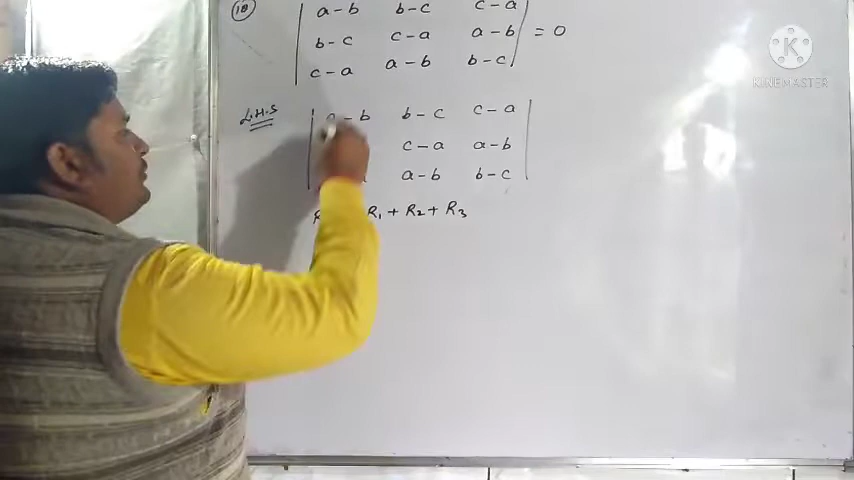 (18) | a-b b-c c-a |
| b-c c-a a-b | = 0
| c-a a-b b-c |
L.H.S | a-b b-c c-a |
c-a a-b
a-b b-c
R₁ + R₂ + R₃
KINEMASTER